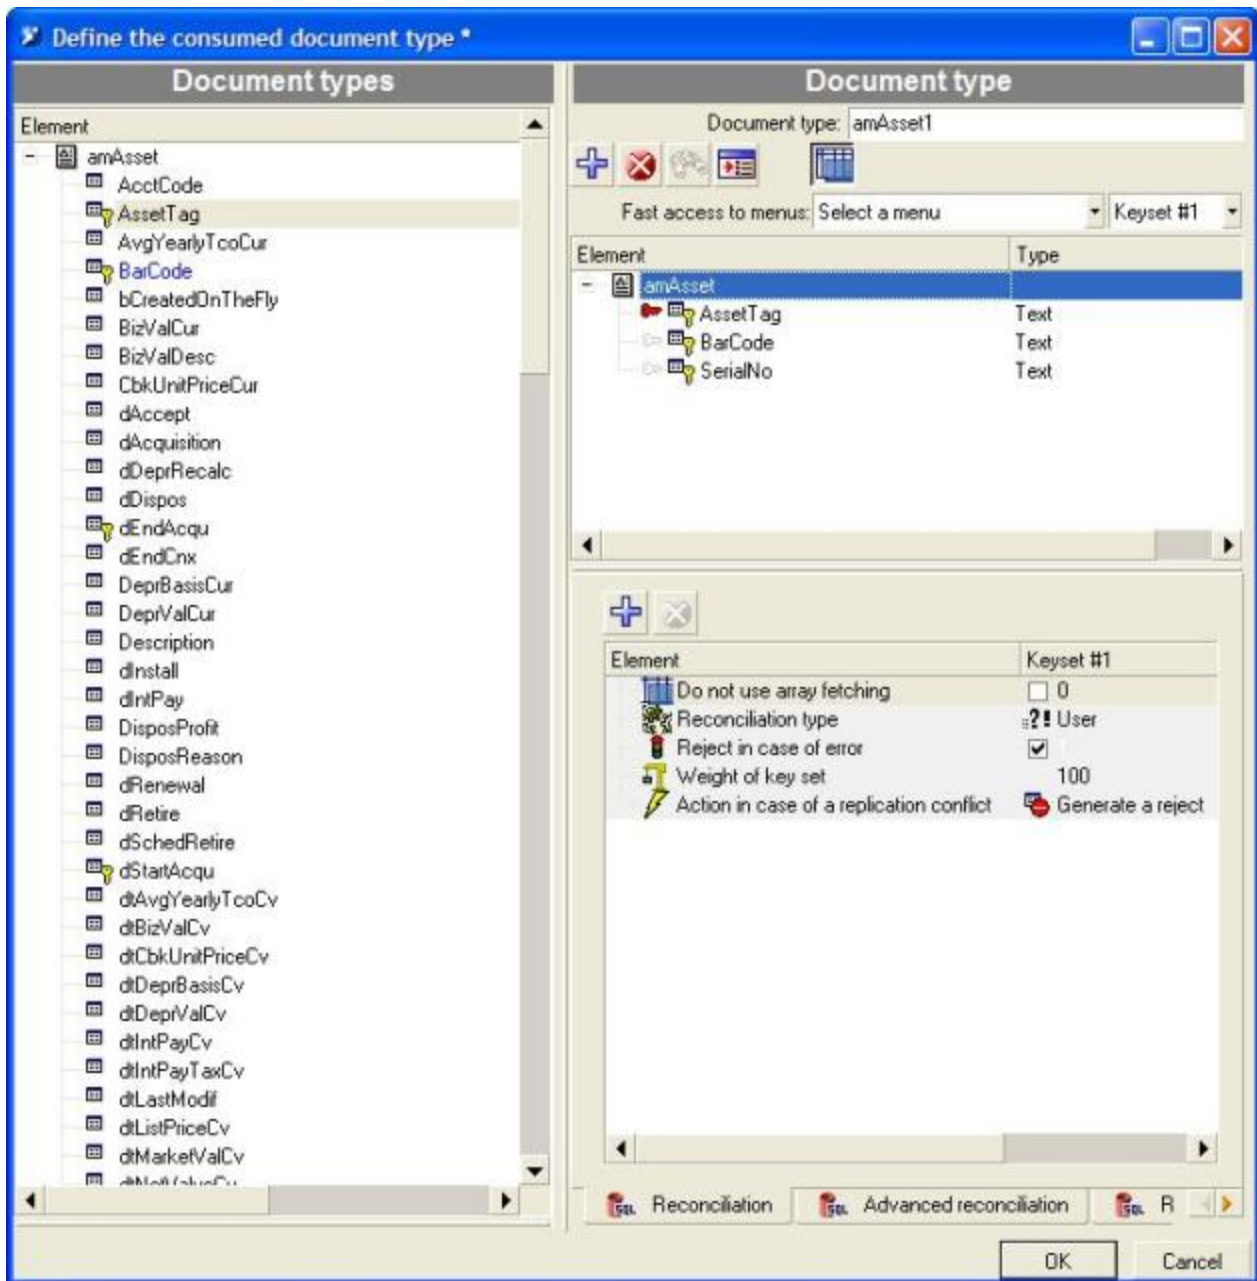 Define the consumed document type *
Document types
Element
amAsset
AcctCode
AssetTag
AvgYearlyTcoCur
BarCode
bCreatedOnTheFly
BizValCur
BizValDesc
CbkUnitPriceCur
dAccept
dAcquisition
dDeprRecalc
dDispos
dEndAcqu
dEndCnx
DeprBasisCur
DeprValCur
Description
dInstall
dIntPay
DisposProfit
DisposReason
dRenewal
dRetire
dSchedRetire
dStartAcqu
dtAvgYearlyTcoCv
dtBizValCv
dtCbkUnitPriceCv
dtDeprBasisCv
dtDeprValCv
dtIntPayCv
dtIntPayTaxCv
dtLastModif
dtListPriceCv
dtMarketValCv
Document type
Document type: amAsset1
Fast access to menus: Select a menu Keyset #1
Element Type
amAsset
AssetTag Text
BarCode Text
SerialNo Text
Element Keyset #1
Do not use array fetching 0
Reconciliation type ?! User
Reject in case of error
Weight of key set 100
Action in case of a replication conflict Generate a reject
SQL Reconciliation SQL Advanced reconciliation SQL R
OK Cancel